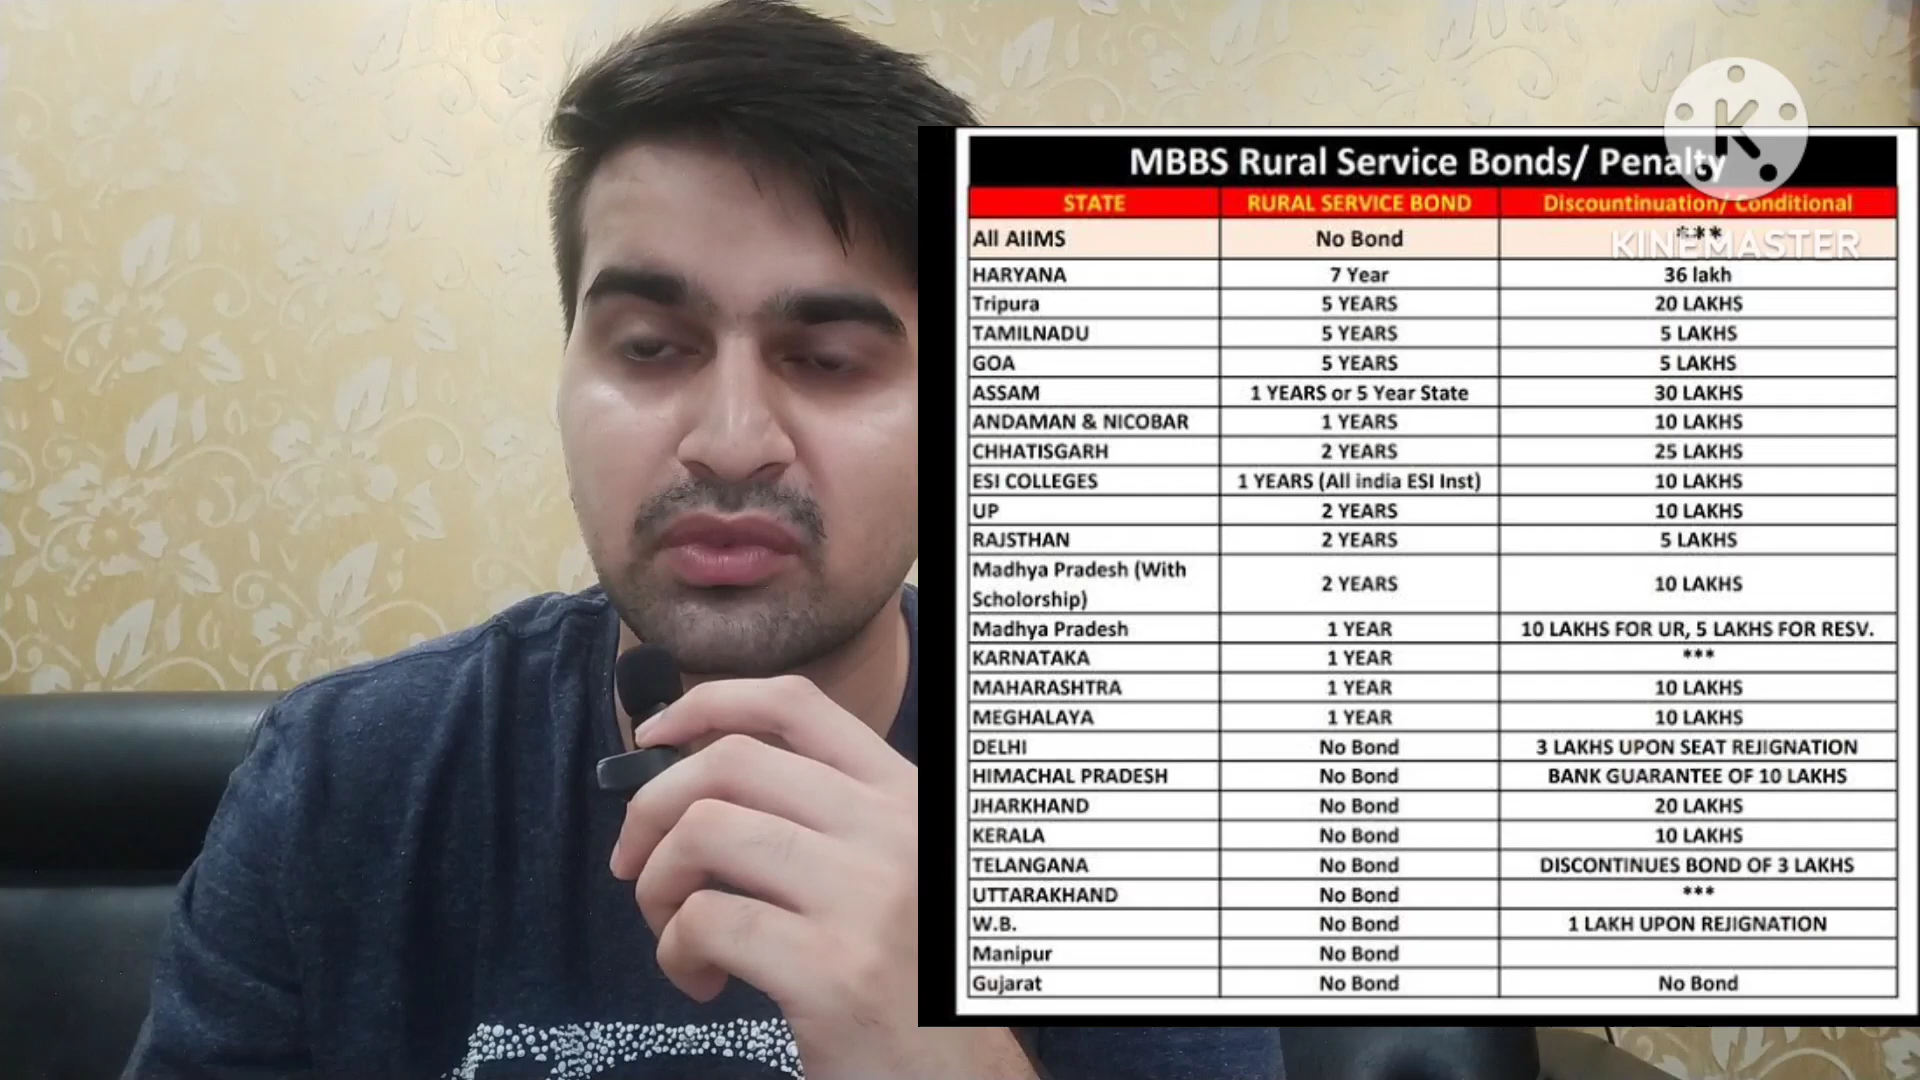 MBBS Rural Service Bonds/ Penalty
STATE RURAL SERVICE BOND Discountinuation/ Conditional
All AIIMS No Bond ***
KINEMASTER
HARYANA 7 Year 36 lakh
Tripura 5 YEARS 20 LAKHS
TAMILNADU 5 YEARS 5 LAKHS
GOA 5 YEARS 5 LAKHS
ASSAM 1 YEARS or 5 Year State 30 LAKHS
ANDAMAN & NICOBAR 1 YEARS 10 LAKHS
CHHATISGARH 2 YEARS 25 LAKHS
ESI COLLEGES 1 YEARS (All india ESI Inst) 10 LAKHS
UP 2 YEARS 10 LAKHS
RAJSTHAN 2 YEARS 5 LAKHS
Madhya Pradesh (With
Scholorship) 2 YEARS 10 LAKHS
Madhya Pradesh 1 YEAR 10 LAKHS FOR UR, 5 LAKHS FOR RESV.
KARNATAKA 1 YEAR ***
MAHARASHTRA 1 YEAR 10 LAKHS
MEGHALAYA 1 YEAR 10 LAKHS
DELHI No Bond 3 LAKHS UPON SEAT REJIGNATION
HIMACHAL PRADESH No Bond BANK GUARANTEE OF 10 LAKHS
JHARKHAND No Bond 20 LAKHS
KERALA No Bond 10 LAKHS
TELANGANA No Bond DISCONTINUES BOND OF 3 LAKHS
UTTARAKHAND No Bond ***
W.B. No Bond 1 LAKH UPON REJIGNATION
Manipur No Bond
Gujarat No Bond No Bond